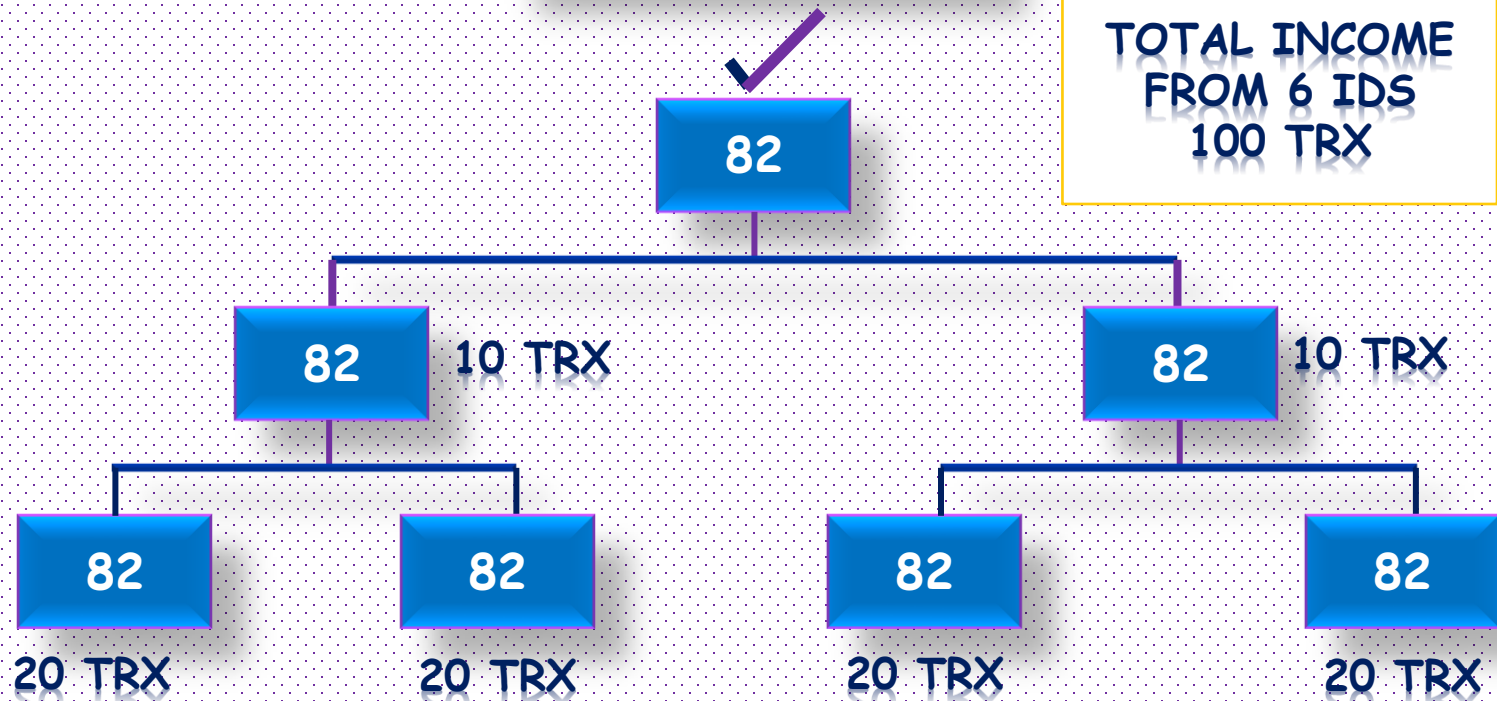 TOTAL INCOME
FROM 6 IDS
100 TRX
82
82
10 TRX
82
10 TRX
82
82
82
82
20 TRX
20 TRX
20 TRX
20 TRX